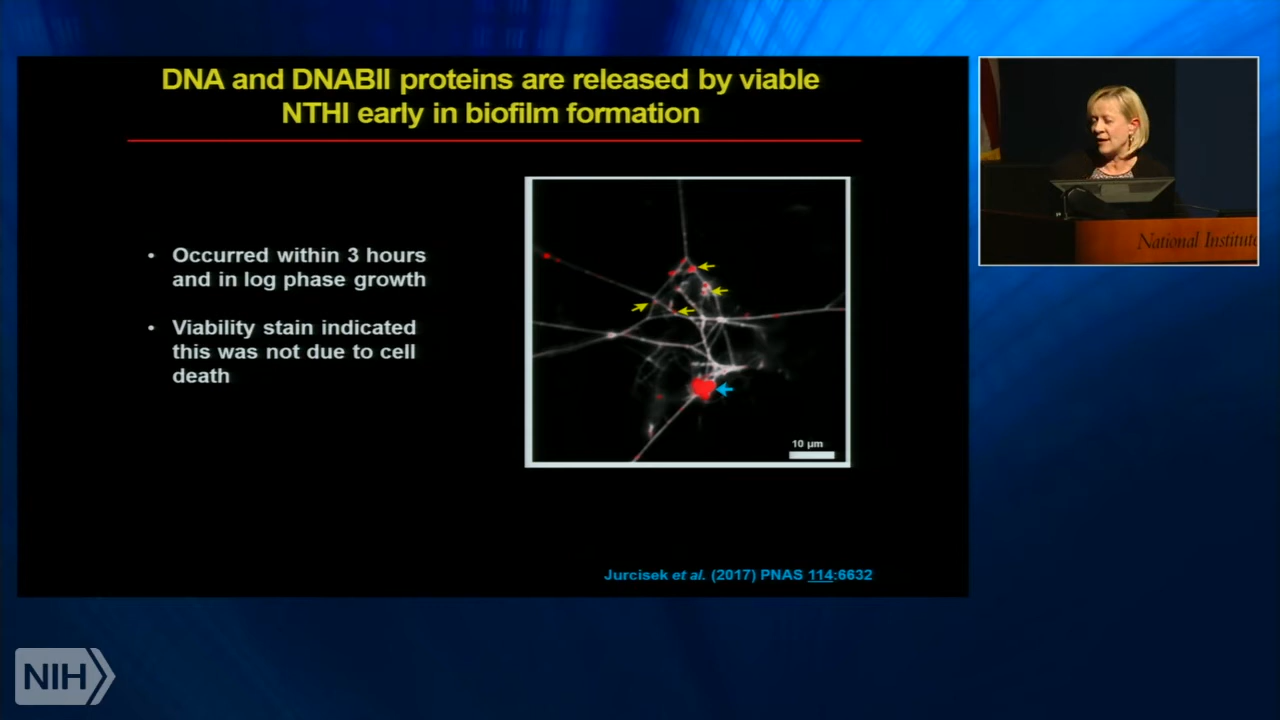 DNA and DNABII proteins are released by viable
NTHI early in biofilm formation
• Occurred within 3 hours
and in log phase growth
• Viability stain indicated
this was not due to cell
death
10 µm
Jurcisek et al. (2017) PNAS 114:6632
National Institute
NIH